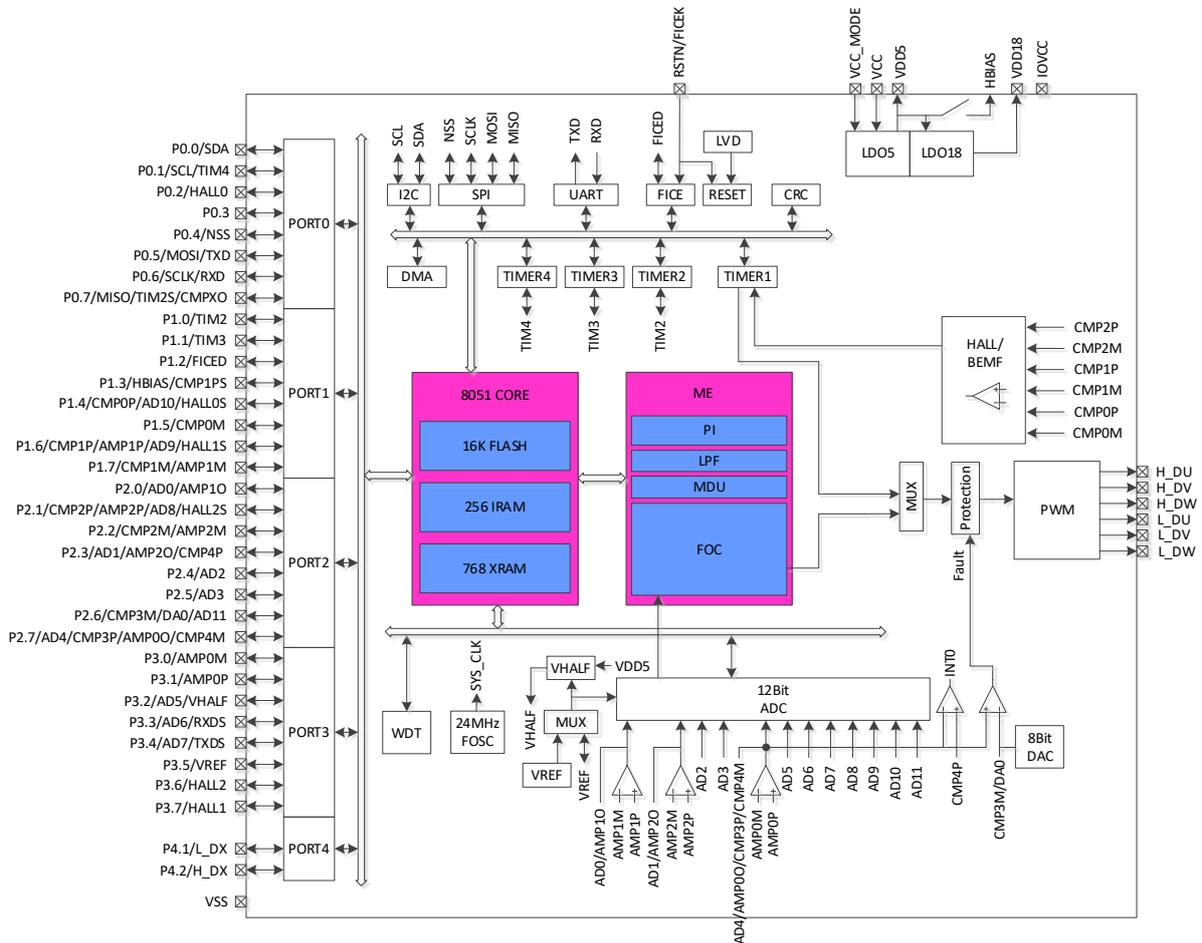 RSTN/FICEK
VCC_MODE
VCC
VDD5
HBIAS
VDD18
IOVCC
LDO5
LDO18
SCL
SDA
NSS
SCLK
MOSI
MISO
TXD
RXD
FICED
LVD
I2C
SPI
UART
FICE
RESET
CRC
DMA
TIMER4
TIMER3
TIMER2
TIMER1
TIM4
TIM3
TIM2
P0.0/SDA
P0.1/SCL/TIM4
P0.2/HALL0
P0.3
P0.4/NSS
P0.5/MOSI/TXD
P0.6/SCLK/RXD
P0.7/MISO/TIM2S/CMPXO
PORT0
P1.0/TIM2
P1.1/TIM3
P1.2/FICED
P1.3/HBIAS/CMP1PS
P1.4/CMP0P/AD10/HALL0S
P1.5/CMP0M
P1.6/CMP1P/AMP1P/AD9/HALL1S
P1.7/CMP1M/AMP1M
PORT1
P2.0/AD0/AMP1O
P2.1/CMP2P/AMP2P/AD8/HALL2S
P2.2/CMP2M/AMP2M
P2.3/AD1/AMP2O/CMP4P
P2.4/AD2
P2.5/AD3
P2.6/CMP3M/DA0/AD11
P2.7/AD4/CMP3P/AMP0O/CMP4M
PORT2
P3.0/AMP0M
P3.1/AMP0P
P3.2/AD5/VHALF
P3.3/AD6/RXDS
P3.4/AD7/TXDS
P3.5/VREF
P3.6/HALL2
P3.7/HALL1
PORT3
P4.1/L_DX
P4.2/H_DX
PORT4
VSS
8051 CORE
16K FLASH
256 IRAM
768 XRAM
ME
PI
LPF
MDU
FOC
HALL/
BEMF
CMP2P
CMP2M
CMP1P
CMP1M
CMP0P
CMP0M
MUX
Protection
Fault
PWM
H_DU
H_DV
H_DW
L_DU
L_DV
L_DW
WDT
SYS_CLK
24MHz
FOSC
VHALF
VDD5
VHALF
MUX
VREF
VREF
12Bit
ADC
AD0/AMP1O
AMP1M
AMP1P
AD1/AMP2O
AMP2M
AMP2P
AD2
AD3
AD4/AMP0O/CMP3P/CMP4M
AMP0M
AMP0P
AD5
AD6
AD7
AD8
AD9
AD10
AD11
INT0
CMP4P
CMP3M/DA0
8Bit
DAC